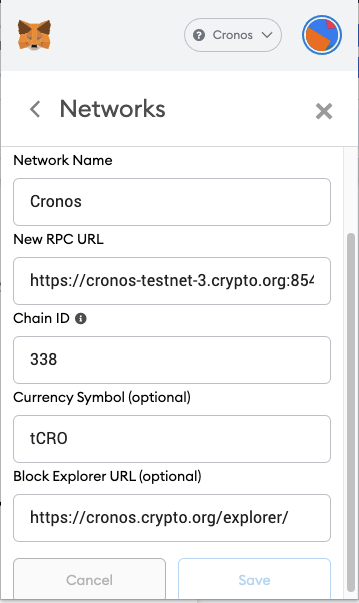 Cronos
Networks
Network Name
Cronos
New RPC URL
https://cronos-testnet-3.crypto.org:854
Chain ID
338
Currency Symbol (optional)
tCRO
Block Explorer URL (optional)
https://cronos.crypto.org/explorer/
Cancel Save